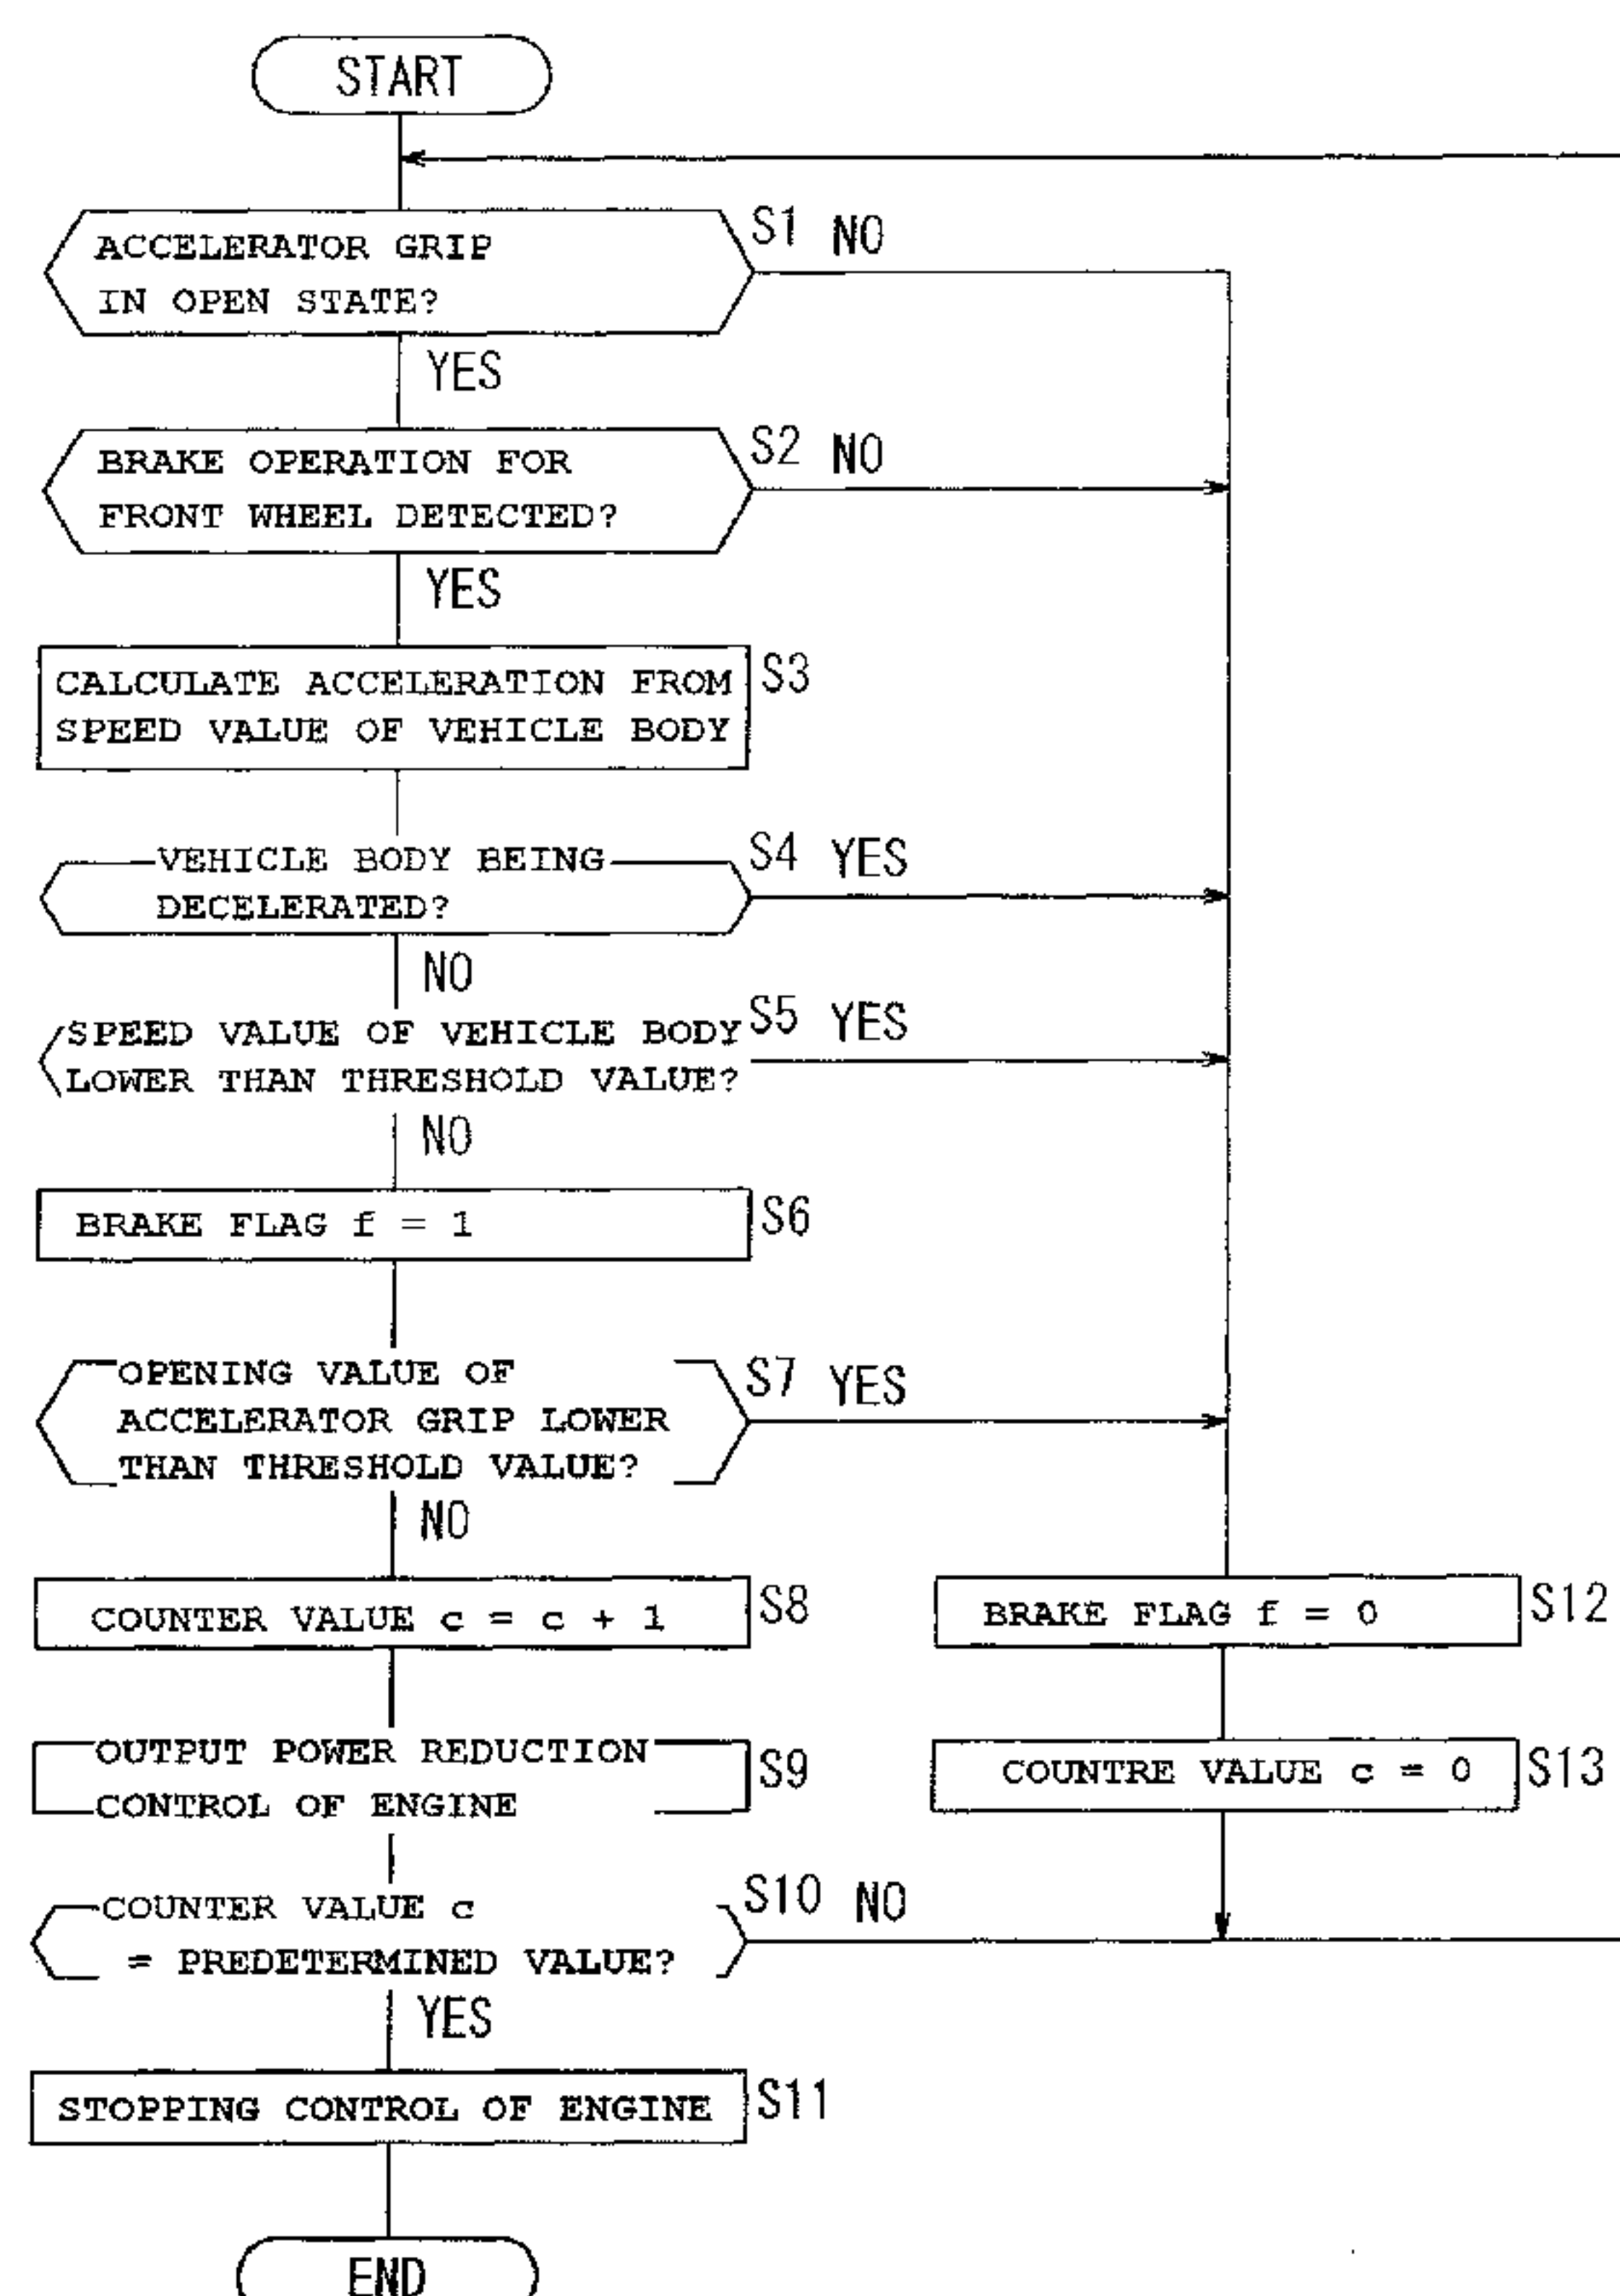 START
ACCELERATOR GRIP
IN OPEN STATE?
S1 NO
YES
BRAKE OPERATION FOR
FRONT WHEEL DETECTED?
S2 NO
YES
CALCULATE ACCELERATION FROM
SPEED VALUE OF VEHICLE BODY
S3
VEHICLE BODY BEING
DECELERATED?
S4 YES
NO
SPEED VALUE OF VEHICLE BODY
LOWER THAN THRESHOLD VALUE?
S5 YES
NO
BRAKE FLAG f = 1
S6
OPENING VALUE OF
ACCELERATOR GRIP LOWER
THAN THRESHOLD VALUE?
S7 YES
NO
COUNTER VALUE c = c + 1
S8
BRAKE FLAG f = 0
S12
OUTPUT POWER REDUCTION
CONTROL OF ENGINE
S9
COUNTRE VALUE c = 0
S13
COUNTER VALUE c
= PREDETERMINED VALUE?
S10 NO
YES
STOPPING CONTROL OF ENGINE
S11
END